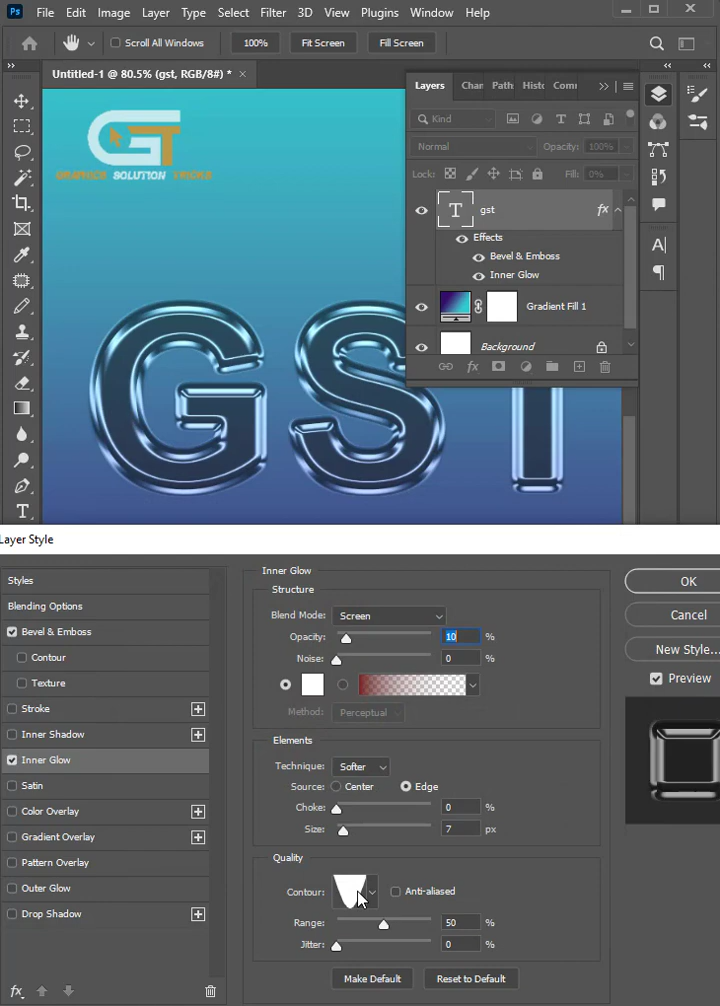 Ps File Edit Image Layer Type Select Filter 3D View Plugins Window Help
Scroll All Windows 100% Fit Screen Fill Screen
Untitled-1 @ 80.5% (gst, RGB/8#) * ×
Layers Char Path Histo Comm
Kind
Normal Opacity: 100%
Lock: Fill: 0%
T gst fx
Effects
Bevel & Emboss
Inner Glow
Gradient Fill 1
Background
fx
GT
GRAPHICS SOLUTION TRICKS
GST
T
A
Layer Style
Styles
Blending Options
Bevel & Emboss
Contour
Texture
Stroke
Inner Shadow
Inner Glow
Satin
Color Overlay
Gradient Overlay
Pattern Overlay
Outer Glow
Drop Shadow
fx
Inner Glow
Structure
Blend Mode: Screen
Opacity: 10 %
Noise: 0 %
Method: Perceptual
Elements
Technique: Softer
Source: Center Edge
Choke: 0 %
Size: 7 px
Quality
Contour: Anti-aliased
Range: 50 %
Jitter: 0 %
Make Default Reset to Default
OK
Cancel
New Style...
Preview